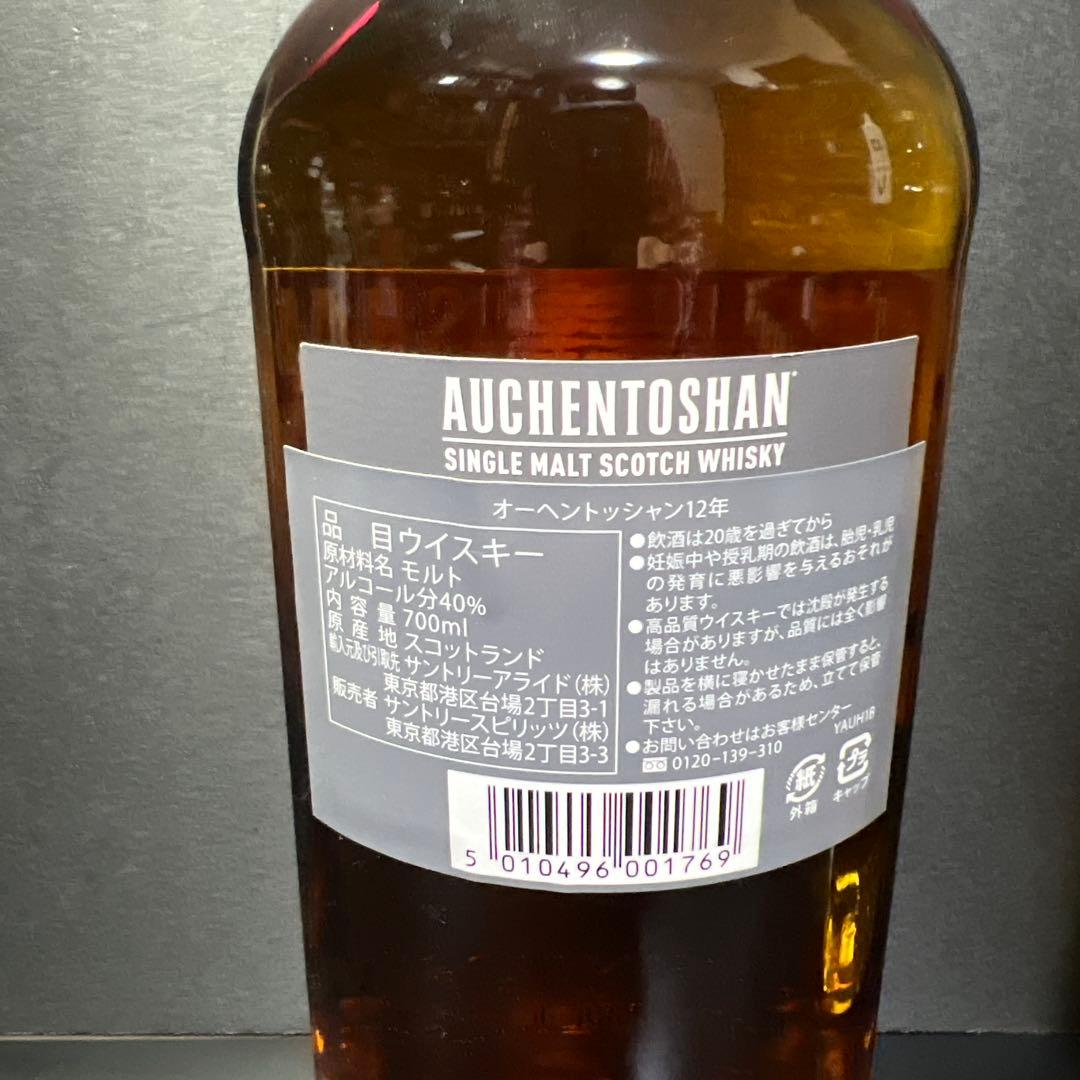 AUCHENTOSHAN
SINGLE MALT SCOTCH WHISKY
オーヘントッシャン12年
品 目 ウイスキー
原材料名 モルト
アルコール分40%
内 容 量 700ml
原 産 地 スコットランド
輸入元及び引取先 サントリーアライド(株)
東京都港区台場2丁目3-1
販売者 サントリースピリッツ(株)
東京都港区台場2丁目3-3
●飲酒は20歳を過ぎてから
●妊娠中や授乳期の飲酒は、胎児・乳児
の発育に悪影響を与えるおそれが
あります。
●高品質ウイスキーでは沈殿が発生する
場合がありますが、品質には全く影響
はありません。
●製品を横に寝かせたまま保管すると、
漏れる場合があるため、立てて保管
下さい。
●お問い合わせはお客様センター
0120-139-310
YAUH1B
紙
外箱
プラ
キャップ
5 010496 001769